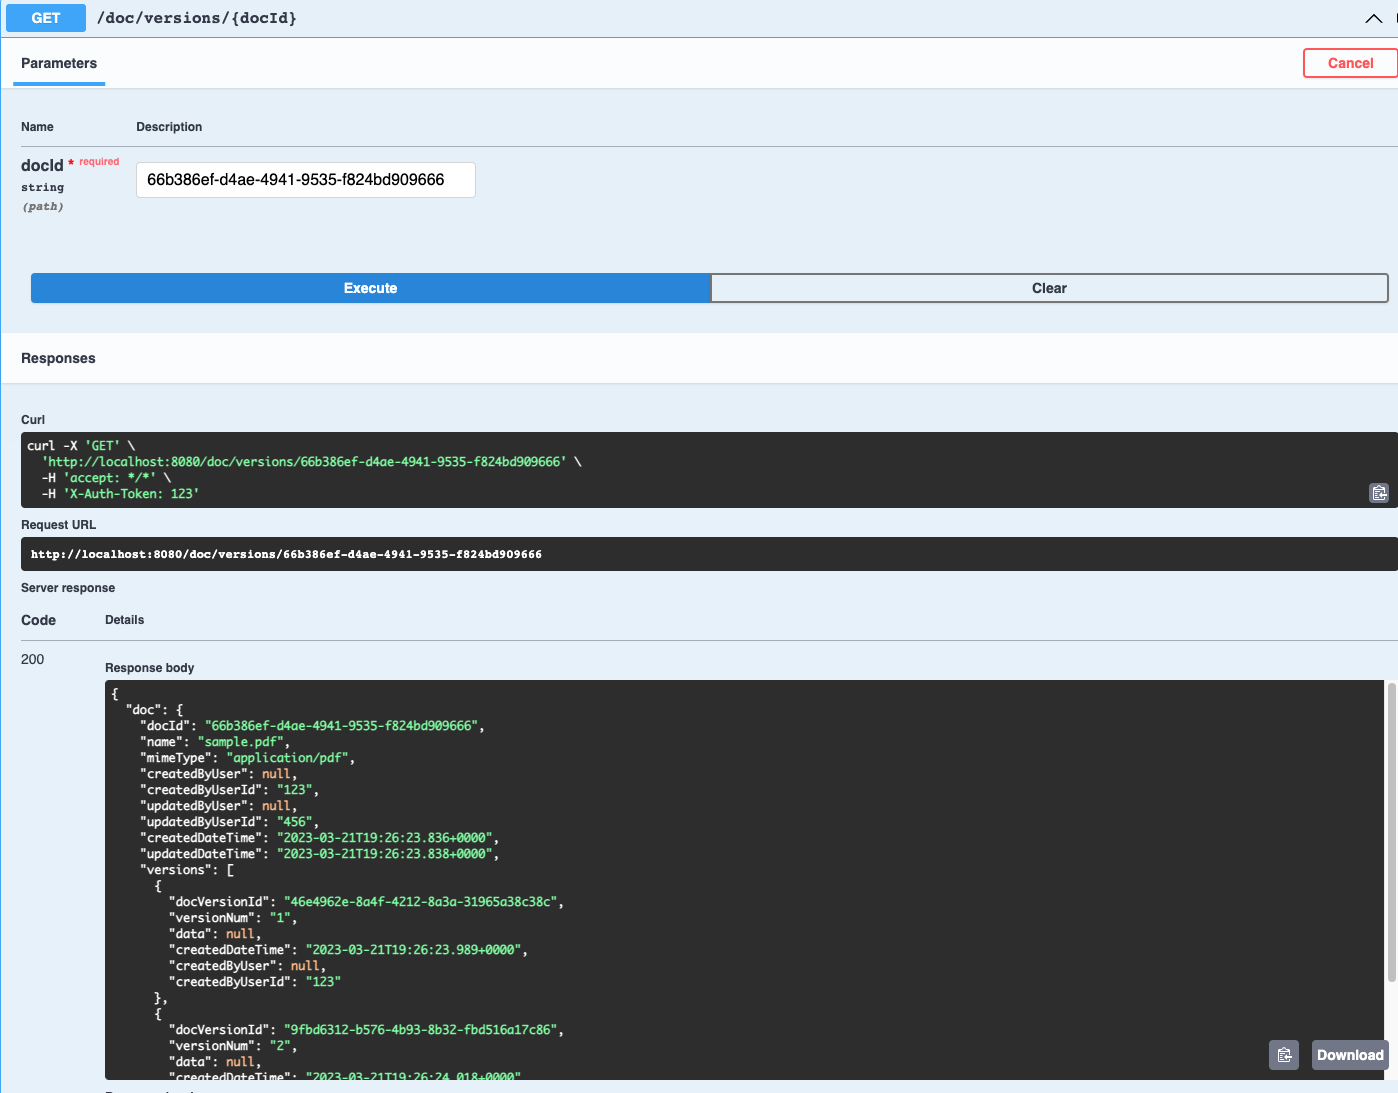 GET /doc/versions/{docId}
Parameters
Cancel
Name Description
docId * required
string
(path)
66b386ef-d4ae-4941-9535-f824bd909666
Execute Clear
Responses
Curl
curl -X 'GET' \
  'http://localhost:8080/doc/versions/66b386ef-d4ae-4941-9535-f824bd909666' \
  -H 'accept: */*' \
  -H 'X-Auth-Token: 123'
Request URL
http://localhost:8080/doc/versions/66b386ef-d4ae-4941-9535-f824bd909666
Server response
Code Details
200
Response body
{
  "doc": {
    "docId": "66b386ef-d4ae-4941-9535-f824bd909666",
    "name": "sample.pdf",
    "mimeType": "application/pdf",
    "createdByUser": null,
    "createdByUserId": "123",
    "updatedByUser": null,
    "updatedByUserId": "456",
    "createdDateTime": "2023-03-21T19:26:23.836+0000",
    "updatedDateTime": "2023-03-21T19:26:23.838+0000",
    "versions": [
      {
        "docVersionId": "46e4962e-8a4f-4212-8a3a-31965a38c38c",
        "versionNum": "1",
        "data": null,
        "createdDateTime": "2023-03-21T19:26:23.989+0000",
        "createdByUser": null,
        "createdByUserId": "123"
      },
      {
        "docVersionId": "9fbd6312-b576-4b93-8b32-fbd516a17c86",
        "versionNum": "2",
        "data": null,
        "createdDateTime": "2023-03-21T19:26:24.018+0000"
Download